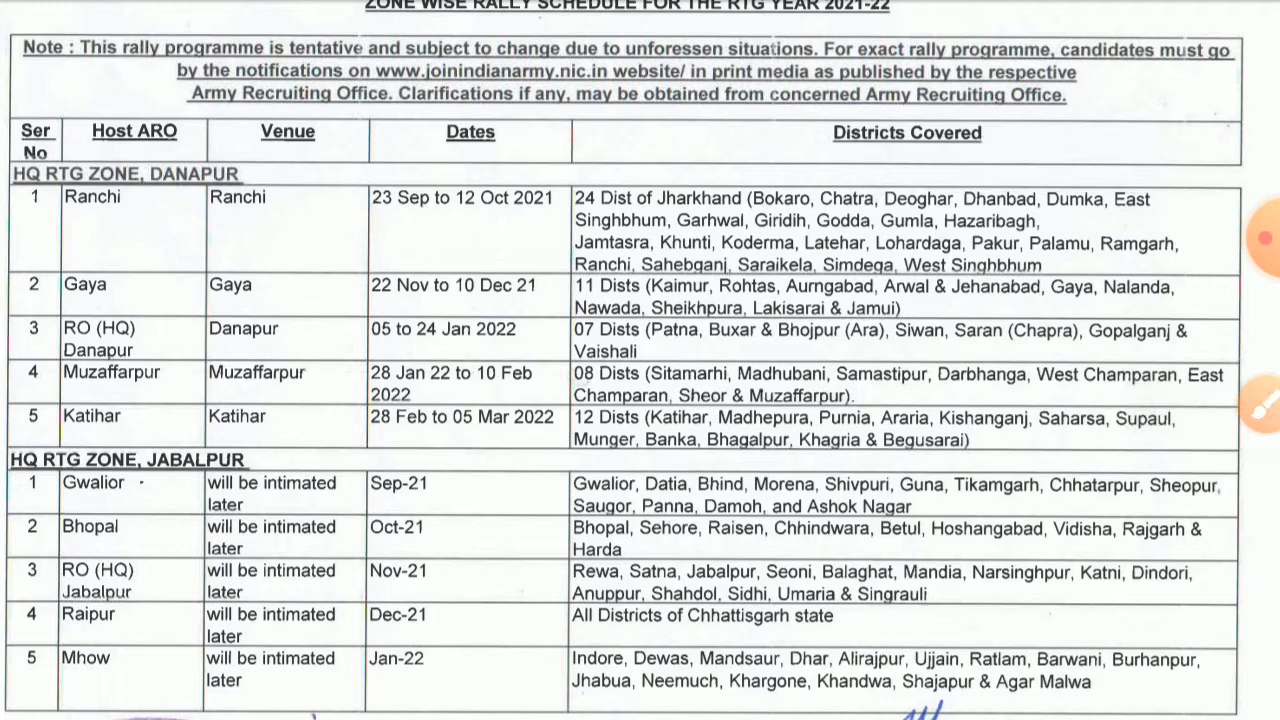 ZONE WISE RALLY SCHEDULE FOR THE RTG YEAR 2021-22
Note : This rally programme is tentative and subject to change due to unforessen situations. For exact rally programme, candidates must go
by the notifications on www.joinindianarmy.nic.in website/ in print media as published by the respective
Army Recruiting Office. Clarifications if any, may be obtained from concerned Army Recruiting Office.
Ser No Host ARO Venue Dates Districts Covered
HQ RTG ZONE, DANAPUR
1 Ranchi Ranchi 23 Sep to 12 Oct 2021 24 Dist of Jharkhand (Bokaro, Chatra, Deoghar, Dhanbad, Dumka, East
Singhbhum, Garhwal, Giridih, Godda, Gumla, Hazaribagh,
Jamtasra, Khunti, Koderma, Latehar, Lohardaga, Pakur, Palamu, Ramgarh,
Ranchi, Sahebganj, Saraikela, Simdega, West Singhbhum
2 Gaya Gaya 22 Nov to 10 Dec 21 11 Dists (Kaimur, Rohtas, Aurngabad, Arwal & Jehanabad, Gaya, Nalanda,
Nawada, Sheikhpura, Lakisarai & Jamui)
3 RO (HQ) Danapur 05 to 24 Jan 2022 07 Dists (Patna, Buxar & Bhojpur (Ara), Siwan, Saran (Chapra), Gopalganj &
Danapur Vaishali
4 Muzaffarpur Muzaffarpur 28 Jan 22 to 10 Feb 08 Dists (Sitamarhi, Madhubani, Samastipur, Darbhanga, West Champaran, East
2022 Champaran, Sheor & Muzaffarpur).
5 Katihar Katihar 28 Feb to 05 Mar 2022 12 Dists (Katihar, Madhepura, Purnia, Araria, Kishanganj, Saharsa, Supaul,
Munger, Banka, Bhagalpur, Khagria & Begusarai)
HQ RTG ZONE, JABALPUR
1 Gwalior will be intimated Sep-21 Gwalior, Datia, Bhind, Morena, Shivpuri, Guna, Tikamgarh, Chhatarpur, Sheopur,
later Saugor, Panna, Damoh, and Ashok Nagar
2 Bhopal will be intimated Oct-21 Bhopal, Sehore, Raisen, Chhindwara, Betul, Hoshangabad, Vidisha, Rajgarh &
later Harda
3 RO (HQ) will be intimated Nov-21 Rewa, Satna, Jabalpur, Seoni, Balaghat, Mandia, Narsinghpur, Katni, Dindori,
Jabalpur later Anuppur, Shahdol, Sidhi, Umaria & Singrauli
4 Raipur will be intimated Dec-21 All Districts of Chhattisgarh state
later
5 Mhow will be intimated Jan-22 Indore, Dewas, Mandsaur, Dhar, Alirajpur, Ujjain, Ratlam, Barwani, Burhanpur,
later Jhabua, Neemuch, Khargone, Khandwa, Shajapur & Agar Malwa